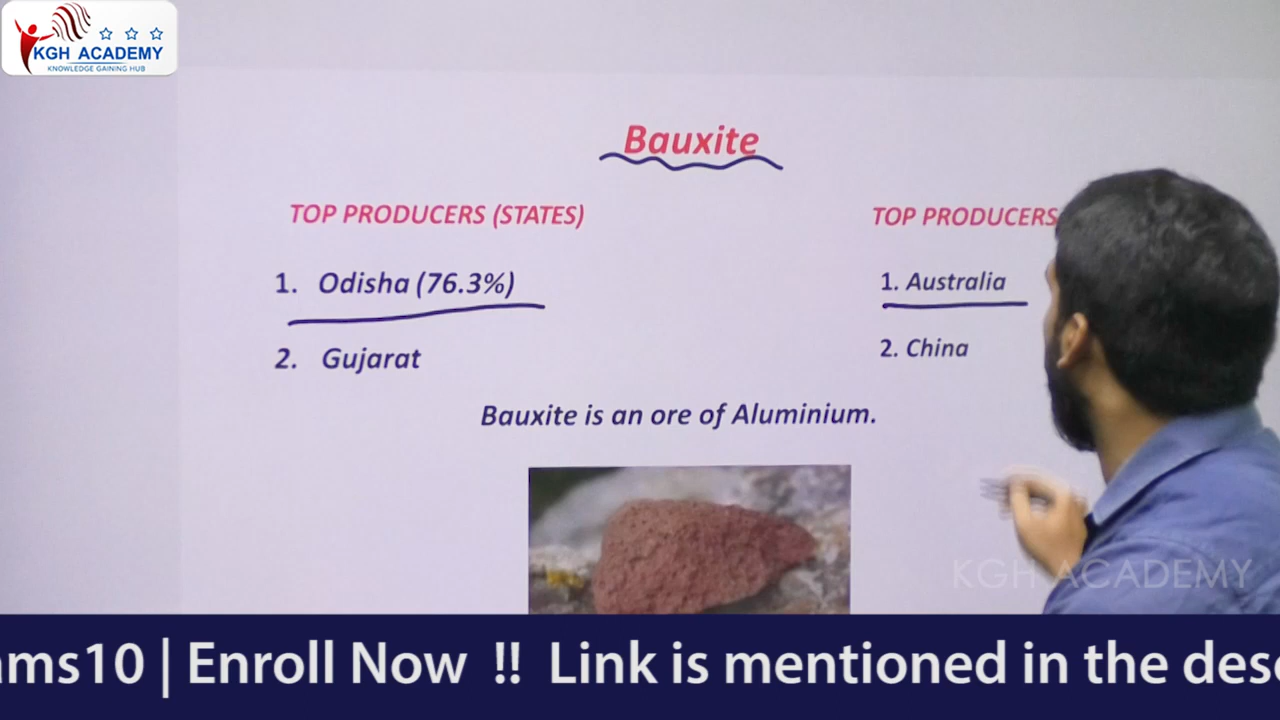 KGH ACADEMY
KNOWLEDGE GAINING HUB
Bauxite
TOP PRODUCERS (STATES)
1. Odisha (76.3%)
2. Gujarat
TOP PRODUCERS
1. Australia
2. China
Bauxite is an ore of Aluminium.
KGH ACADEMY
ams10 | Enroll Now !! Link is mentioned in the desc